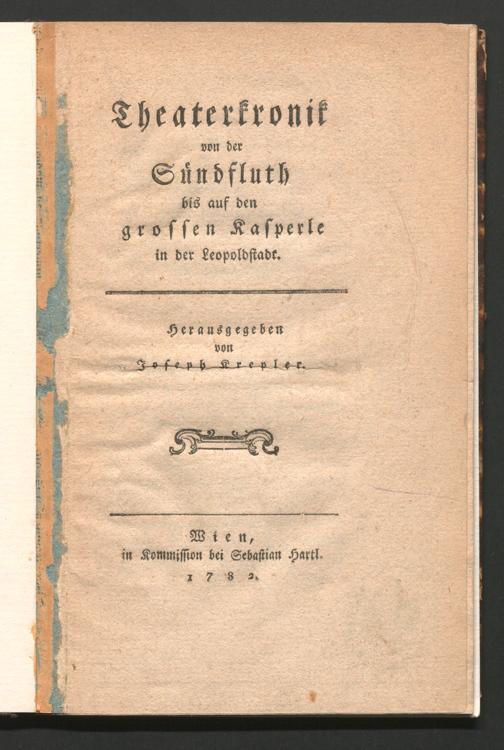 Theaterkronik
von der
Sündfluth
bis auf den
grossen Kasperle
in der Leopoldstadt.
Herausgegeben
von
Joseph Krepler.
Wien,
in Kommission bei Sebastian Hartl.
1782.